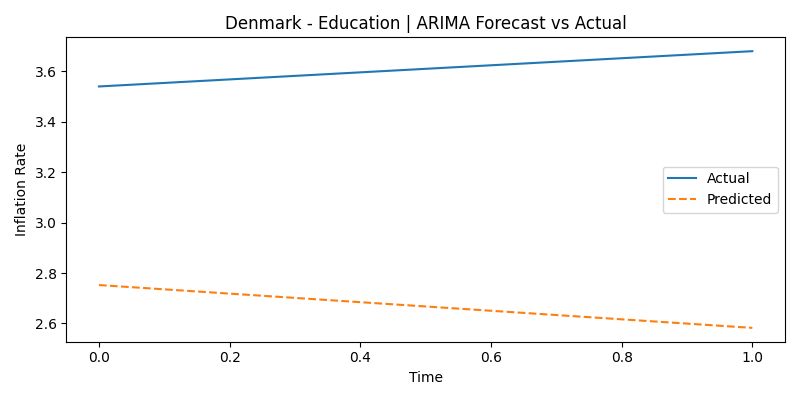 Denmark - Education | ARIMA Forecast vs Actual
Inflation Rate
3.6
3.4
3.2
3.0
2.8
2.6
Actual
Predicted
0.0 0.2 0.4 0.6 0.8 1.0
Time